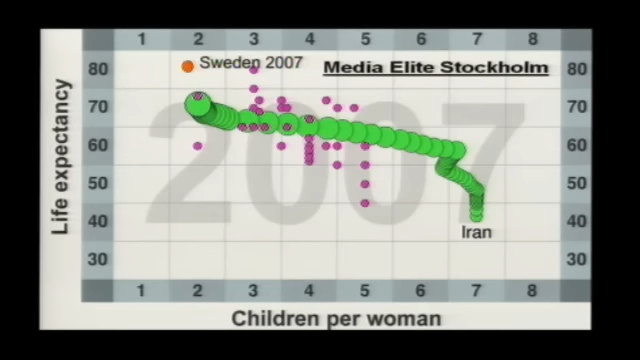 1 2 3 4 5 6 7 8
Sweden 2007
Media Elite Stockholm
80 80
70 70
60 60
50 50
40 40
30 30
2007
Iran
1 2 3 4 5 6 7 8
Life expectancy
Children per woman